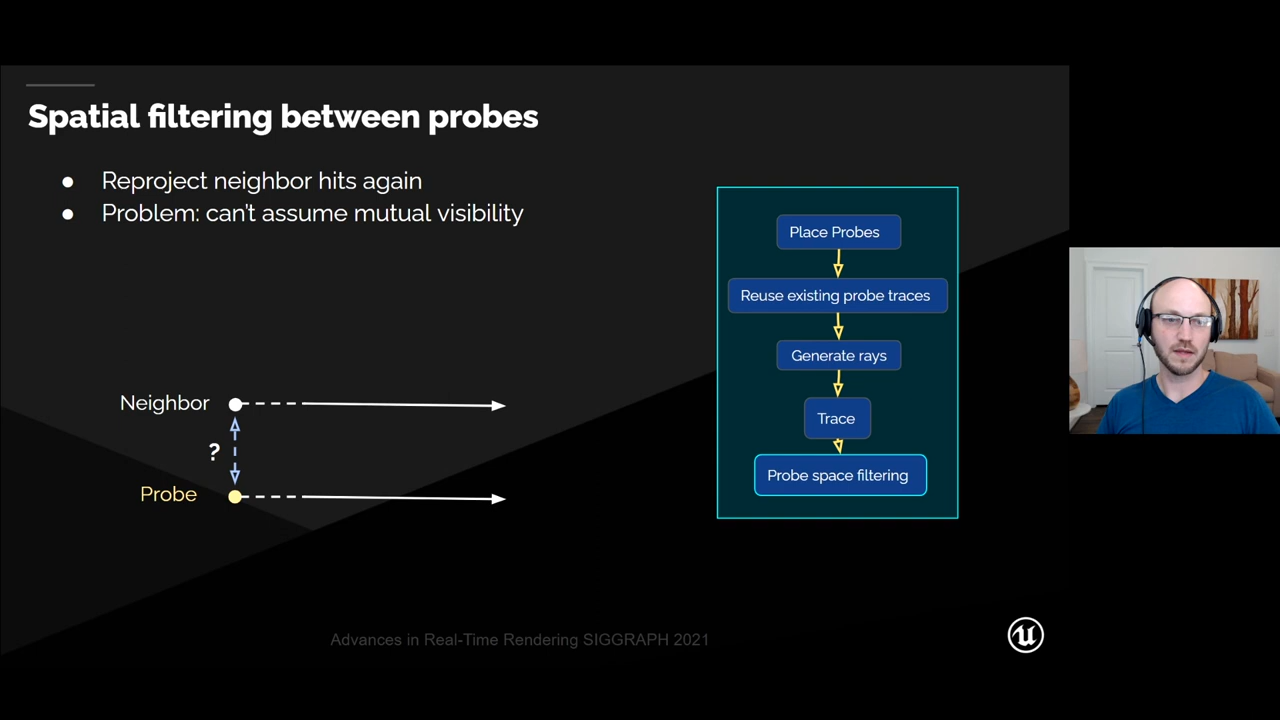 Spatial filtering between probes
● Reproject neighbor hits again
● Problem: can't assume mutual visibility
Neighbor
?
Probe
Place Probes
Reuse existing probe traces
Generate rays
Trace
Probe space filtering
Advances in Real-Time Rendering SIGGRAPH 2021